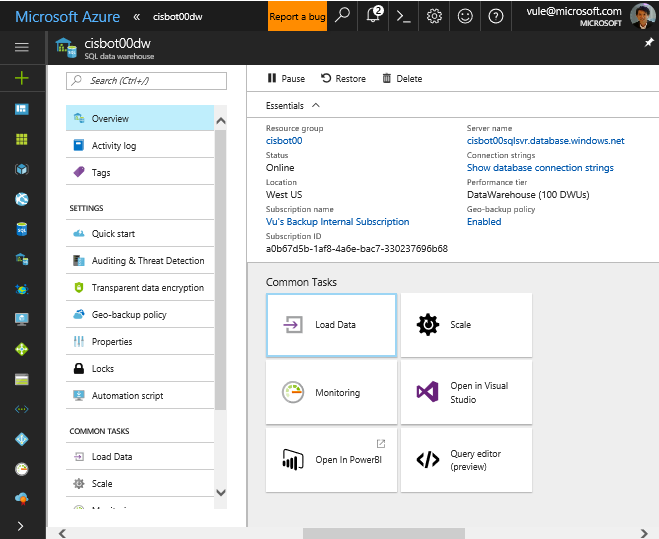 Microsoft Azure « cisbot00dw Report a bug 2 >_ ? vule@microsoft.com
MICROSOFT
cisbot00dw
SQL data warehouse
Search (Ctrl+/)
Overview
Activity log
Tags
SETTINGS
Quick start
Auditing & Threat Detection
Transparent data encryption
Geo-backup policy
Properties
Locks
Automation script
COMMON TASKS
Load Data
Scale
Pause Restore Delete
Essentials
Resource group
cisbot00
Status
Online
Location
West US
Subscription name
Vu's Backup Internal Subscription
Subscription ID
a0b67d5b-1af8-4a6e-bac7-330237696b68
Server name
cisbot00sqlsvr.database.windows.net
Connection strings
Show database connection strings
Performance tier
DataWarehouse (100 DWUs)
Geo-backup policy
Enabled
Common Tasks
Load Data
Scale
Monitoring
Open in Visual
Studio
Open In PowerBI
Query editor
(preview)